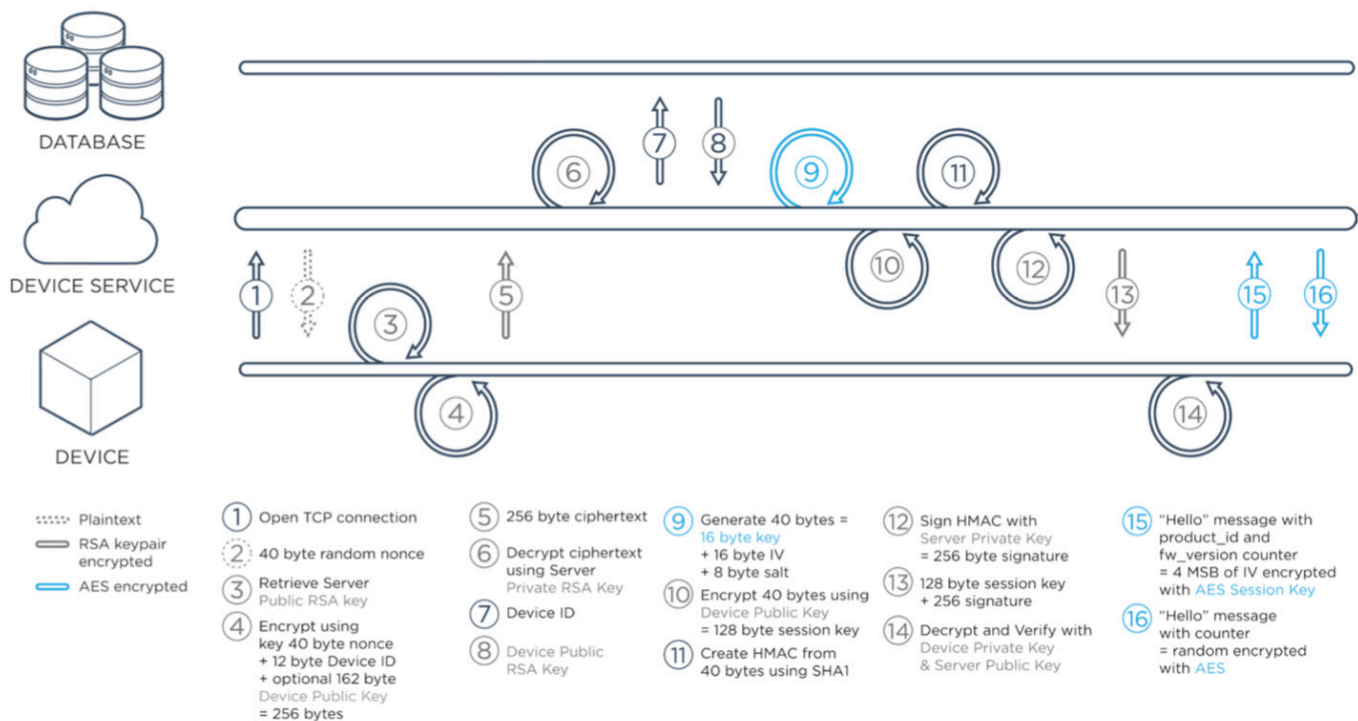 DATABASE
DEVICE SERVICE
DEVICE
6
7
8
9
11
10
12
1
2
3
5
13
15
16
4
14
Plaintext
RSA keypair
encrypted
AES encrypted
1 Open TCP connection
2 40 byte random nonce
3 Retrieve Server
Public RSA key
4 Encrypt using
key 40 byte nonce
+ 12 byte Device ID
+ optional 162 byte
Device Public Key
= 256 bytes
5 256 byte ciphertext
6 Decrypt ciphertext
using Server
Private RSA Key
7 Device ID
8 Device Public
RSA Key
9 Generate 40 bytes =
16 byte key
+ 16 byte IV
+ 8 byte salt
10 Encrypt 40 bytes using
Device Public Key
= 128 byte session key
11 Create HMAC from
40 bytes using SHA1
12 Sign HMAC with
Server Private Key
= 256 byte signature
13 128 byte session key
+ 256 signature
14 Decrypt and Verify with
Device Private Key
& Server Public Key
15 "Hello" message with
product_id and
fw_version counter
= 4 MSB of IV encrypted
with AES Session Key
16 "Hello" message
with counter
= random encrypted
with AES